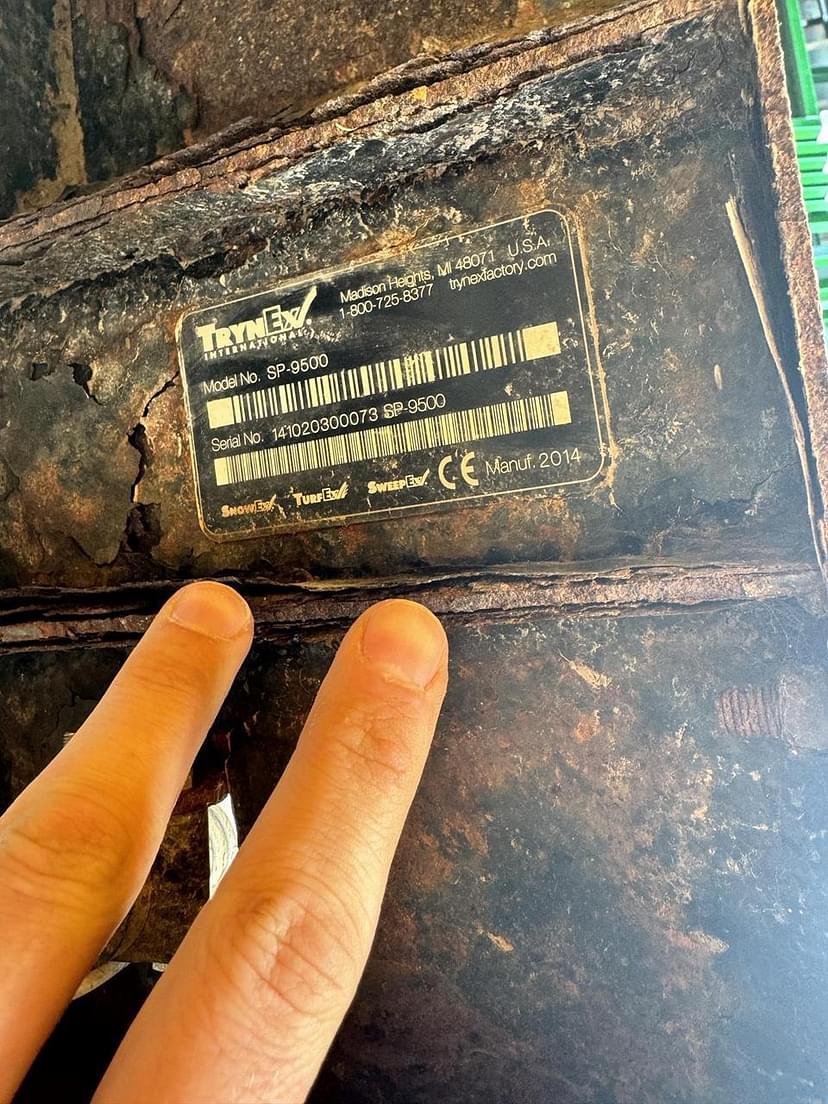 TRYNEX
INTERNATIONAL
Madison Heights, MI 48071 U.S.A.
1-800-725-8377 trynexfactory.com
Model No. SP-9500
Serial No. 141020300073 SP-9500
SNOWEX TURFEX SWEEPEX CE Manuf. 2014